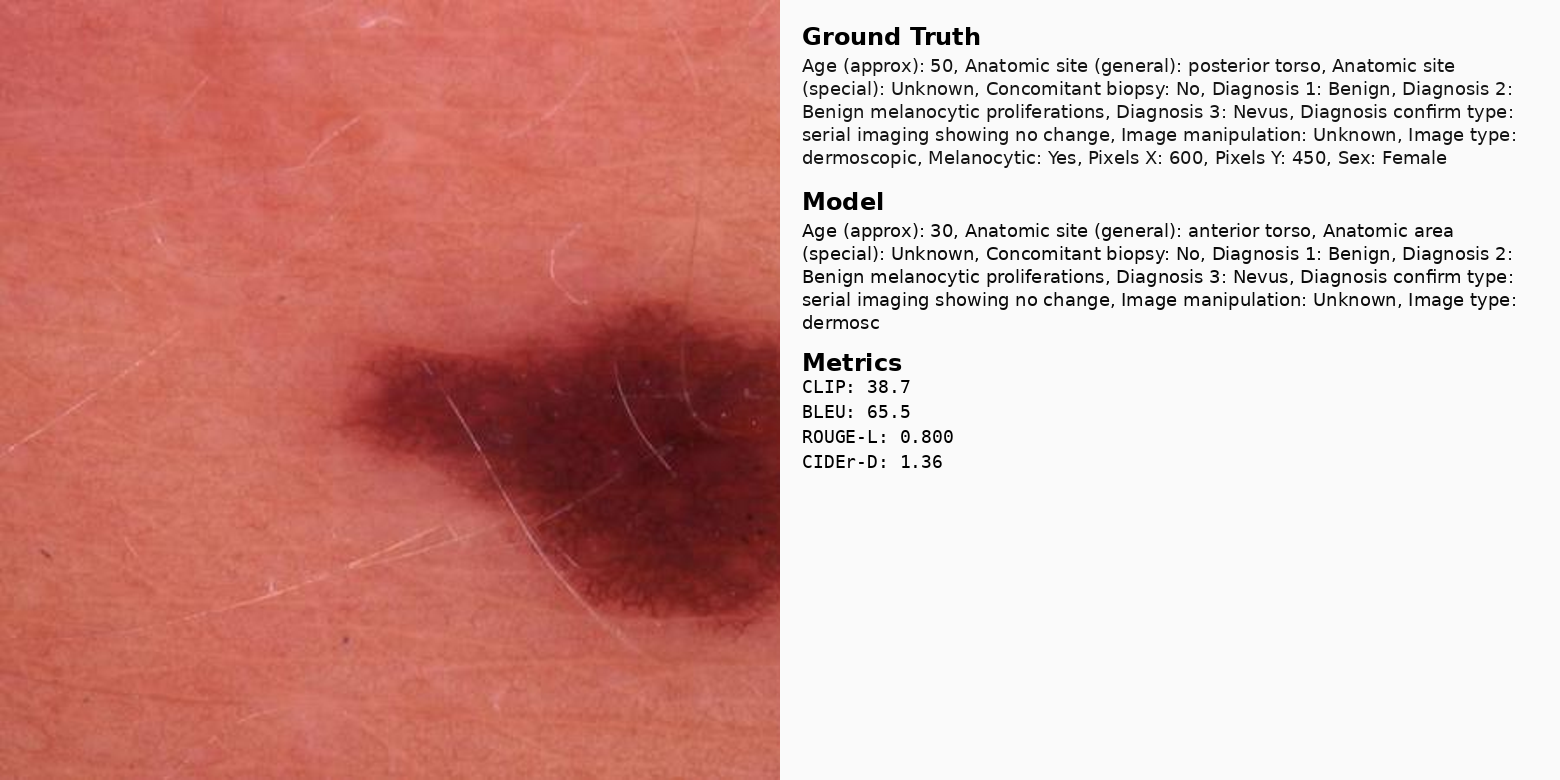 Ground Truth
Age (approx): 50, Anatomic site (general): posterior torso, Anatomic site
(special): Unknown, Concomitant biopsy: No, Diagnosis 1: Benign, Diagnosis 2:
Benign melanocytic proliferations, Diagnosis 3: Nevus, Diagnosis confirm type:
serial imaging showing no change, Image manipulation: Unknown, Image type:
dermoscopic, Melanocytic: Yes, Pixels X: 600, Pixels Y: 450, Sex: Female
Model
Age (approx): 30, Anatomic site (general): anterior torso, Anatomic area
(special): Unknown, Concomitant biopsy: No, Diagnosis 1: Benign, Diagnosis 2:
Benign melanocytic proliferations, Diagnosis 3: Nevus, Diagnosis confirm type:
serial imaging showing no change, Image manipulation: Unknown, Image type:
dermosc
Metrics
CLIP: 38.7
BLEU: 65.5
ROUGE-L: 0.800
CIDEr-D: 1.36